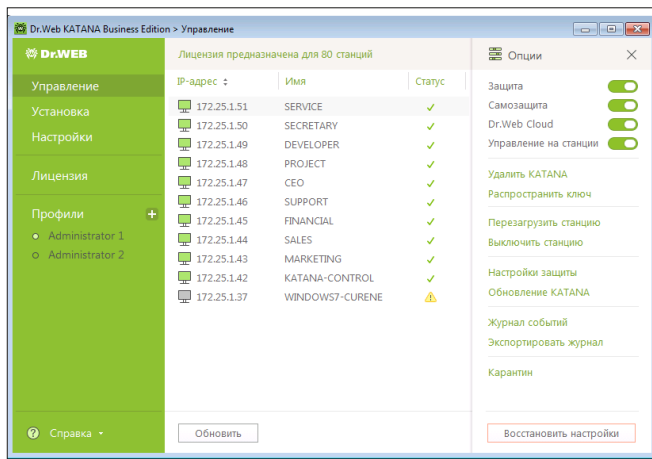 Dr.Web KATANA Business Edition > Управление
Dr.WEB
Управление
Установка
Настройки
Лицензия
Профили
Administrator 1
Administrator 2
Справка
Лицензия предназначена для 80 станций
IP-адрес Имя Статус
172.25.1.51 SERVICE
172.25.1.50 SECRETARY
172.25.1.49 DEVELOPER
172.25.1.48 PROJECT
172.25.1.47 CEO
172.25.1.46 SUPPORT
172.25.1.45 FINANCIAL
172.25.1.44 SALES
172.25.1.43 MARKETING
172.25.1.42 KATANA-CONTROL
172.25.1.37 WINDOWS7-CURENE
Обновить
Опции
Защита
Самозащита
Dr.Web Cloud
Управление на станции
Удалить KATANA
Распространить ключ
Перезагрузить станцию
Выключить станцию
Настройки защиты
Обновление KATANA
Журнал событий
Экспортировать журнал
Карантин
Восстановить настройки